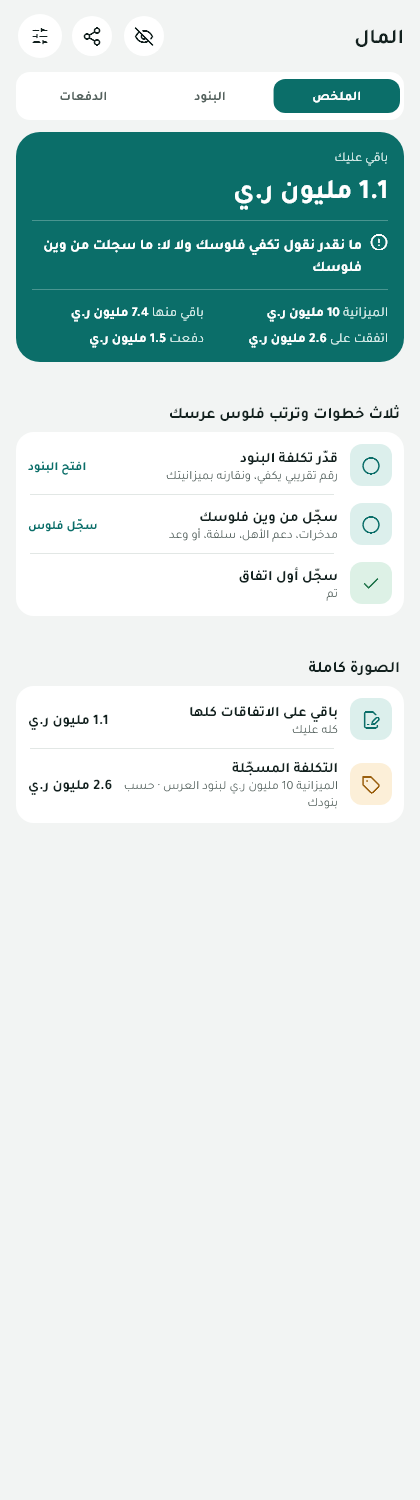 المال
الملخص
البنود
الدفعات
باقي عليك
1.1 مليون ر.ي
ما نقدر نقول تكفي فلوسك ولا لا: ما سجلت من وين
فلوسك
الميزانية 10 مليون ر.ي
باقي منها 7.4 مليون ر.ي
اتفقت على 2.6 مليون ر.ي
دفعت 1.5 مليون ر.ي
ثلاث خطوات وترتب فلوس عرسك
قدّر تكلفة البنود
رقم تقريبي يكفي، ونقارنه بميزانيتك
افتح البنود
سجّل من وين فلوسك
مدخرات، دعم الأهل، سلفة، أو وعد
سجّل فلوس
سجّل أول اتفاق
تم
الصورة كاملة
باقي على الاتفاقات كلها
كله عليك
1.1 مليون ر.ي
التكلفة المسجّلة
الميزانية 10 مليون ر.ي لبنود العرس · حسب
بنودك
2.6 مليون ر.ي